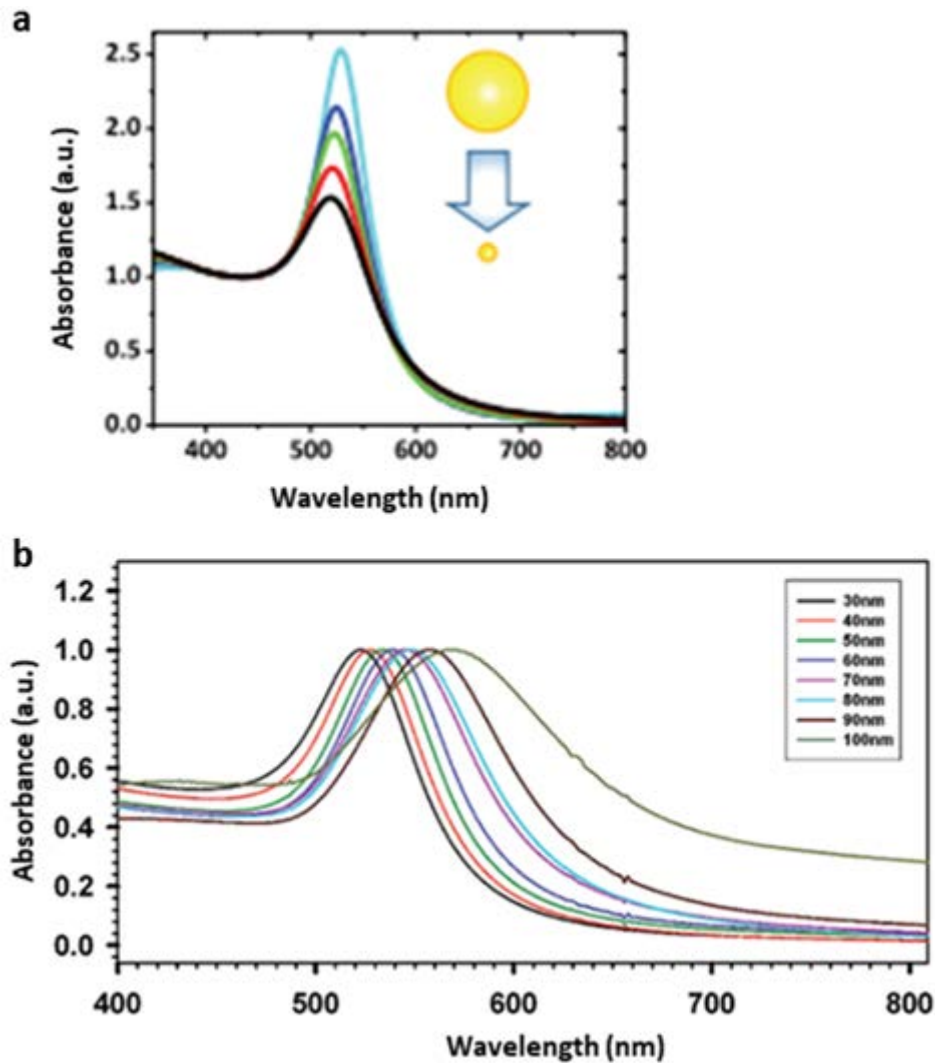 a
2.5
2.0
1.5
1.0
0.5
0.0
Absorbance (a.u.)
400 500 600 700 800
Wavelength (nm)
b
1.2
1.0
0.8
0.6
0.4
0.2
0.0
Absorbance (a.u.)
30nm
40nm
50nm
60nm
70nm
80nm
90nm
100nm
400 500 600 700 800
Wavelength (nm)